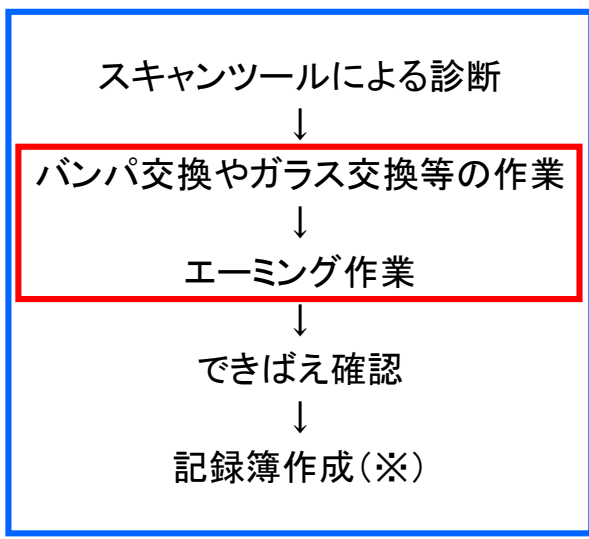 スキャンツールによる診断
↓
バンパ交換やガラス交換等の作業
↓
エーミング作業
↓
できばえ確認
↓
記録簿作成(※)